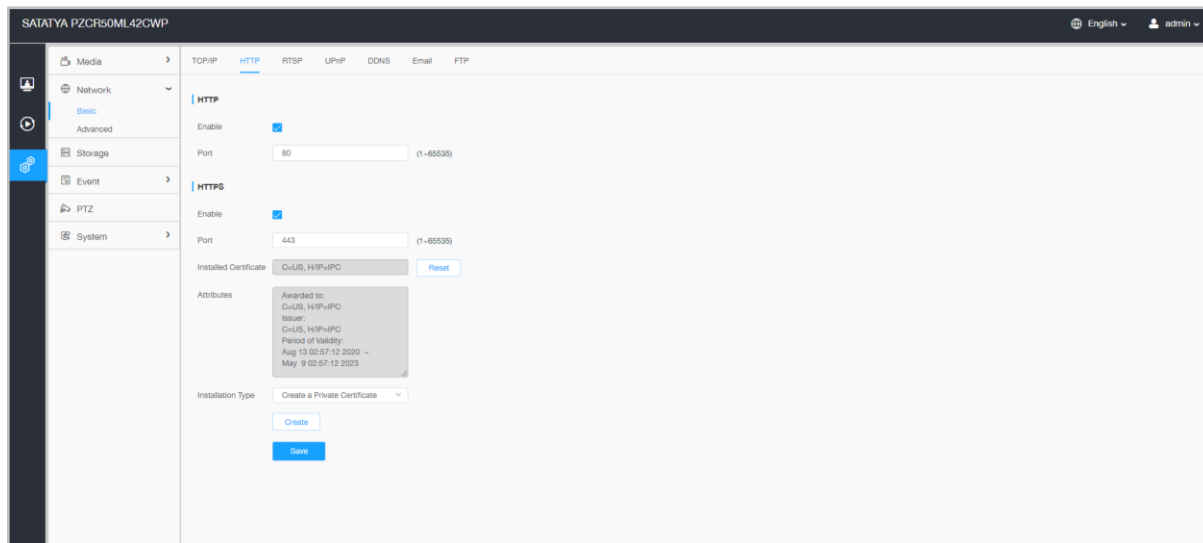 SATATYA PZCR50ML42CWP
English
admin
Media
Network
Basic
Advanced
Storage
Event
PTZ
System
TCP/IP HTTP RTSP UPnP DDNS Email FTP
HTTP
Enable
Port 80 (1~65535)
HTTPS
Enable
Port 443 (1~65535)
Installed Certificate C=US, H/IP=IPC Reset
Attributes Awarded to:
C=US, H/IP=IPC
Issuer:
C=US, H/IP=IPC
Period of Validity:
Aug 13 02:57:12 2020 ~
May 9 02:57:12 2023
Installation Type Create a Private Certificate
Create
Save